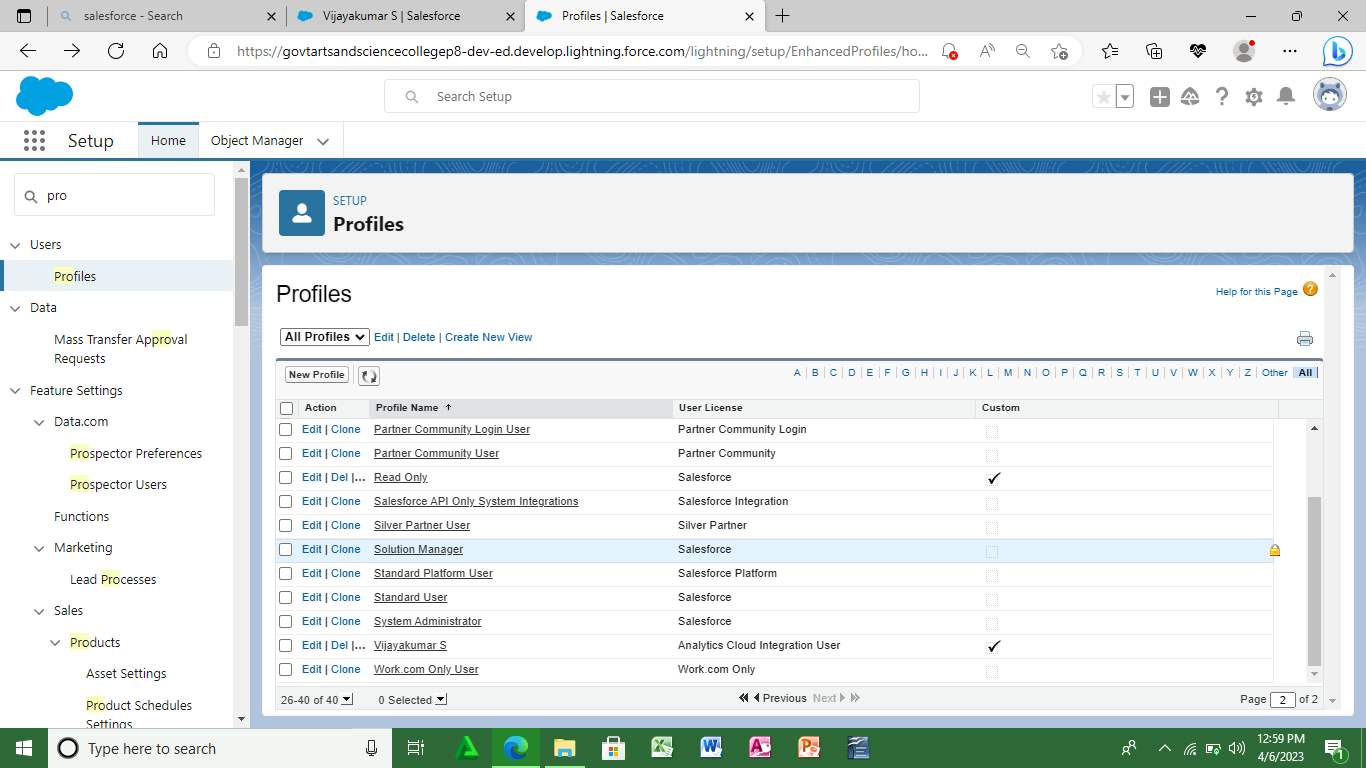 salesforce - Search
Vijayakumar S | Salesforce
Profiles | Salesforce
https://govtartsandsciencecollegep8-dev-ed.develop.lightning.force.com/lightning/setup/EnhancedProfiles/ho...
Search Setup
Setup
Home
Object Manager
pro
Users
Profiles
Data
Mass Transfer Approval
Requests
Feature Settings
Data.com
Prospector Preferences
Prospector Users
Functions
Marketing
Lead Processes
Sales
Products
Asset Settings
Product Schedules
Settings
SETUP
Profiles
Profiles
Help for this Page ?
All Profiles Edit | Delete | Create New View
New Profile
A | B | C | D | E | F | G | H | I | J | K | L | M | N | O | P | Q | R | S | T | U | V | W | X | Y | Z | Other | All
Action Profile Name ↑ User License Custom
Edit | Clone Partner Community Login User Partner Community Login
Edit | Clone Partner Community User Partner Community
Edit | Del |... Read Only Salesforce
Edit | Clone Salesforce API Only System Integrations Salesforce Integration
Edit | Clone Silver Partner User Silver Partner
Edit | Clone Solution Manager Salesforce
Edit | Clone Standard Platform User Salesforce Platform
Edit | Clone Standard User Salesforce
Edit | Clone System Administrator Salesforce
Edit | Del |... Vijayakumar S Analytics Cloud Integration User
Edit | Clone Work.com Only User Work.com Only
26-40 of 40 0 Selected Previous Next Page 2 of 2
Type here to search
12:59 PM
4/6/2023
1